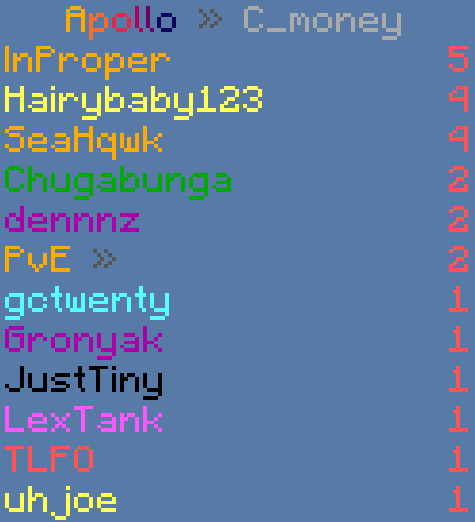 Apollo » C_money
InProper 5
Hairybaby123 4
SeaHqwk 4
Chugabunga 2
dennnz 2
PvE » 2
gotwenty 1
Gronyak 1
JustTiny 1
LexTank 1
TLFO 1
uh_joe 1